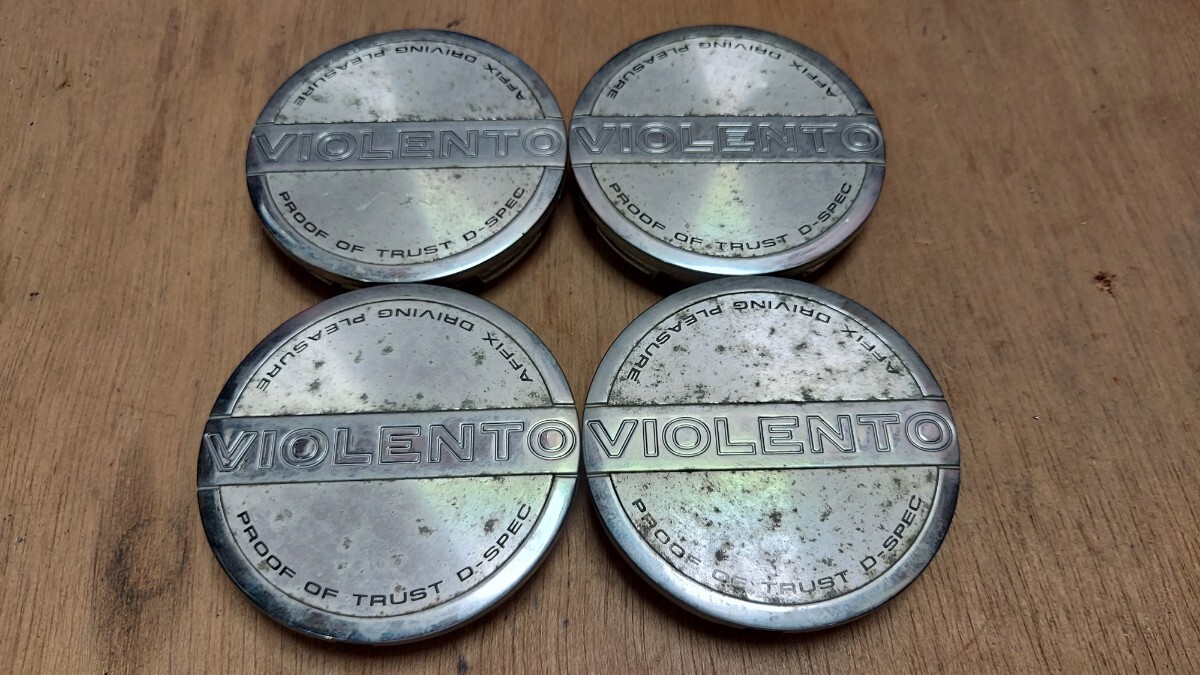 AFFIX DRIVING PLEASURE
VIOLENTO
PROOF OF TRUST D-SPEC
AFFIX DRIVING PLEASURE
VIOLENTO
PROOF OF TRUST D-SPEC
AFFIX DRIVING PLEASURE
VIOLENTO
PROOF OF TRUST D-SPEC
AFFIX DRIVING PLEASURE
VIOLENTO
PROOF OF TRUST D-SPEC